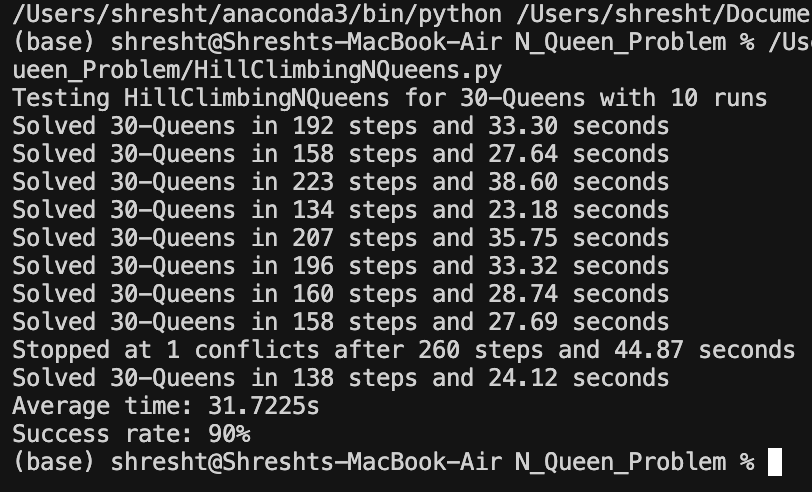 /Users/shresht/anaconda3/bin/python /Users/shresht/Docume
(base) shresht@Shreshts-MacBook-Air N_Queen_Problem % /Us
ueen_Problem/HillClimbingNQueens.py
Testing HillClimbingNQueens for 30-Queens with 10 runs
Solved 30-Queens in 192 steps and 33.30 seconds
Solved 30-Queens in 158 steps and 27.64 seconds
Solved 30-Queens in 223 steps and 38.60 seconds
Solved 30-Queens in 134 steps and 23.18 seconds
Solved 30-Queens in 207 steps and 35.75 seconds
Solved 30-Queens in 196 steps and 33.32 seconds
Solved 30-Queens in 160 steps and 28.74 seconds
Solved 30-Queens in 158 steps and 27.69 seconds
Stopped at 1 conflicts after 260 steps and 44.87 seconds
Solved 30-Queens in 138 steps and 24.12 seconds
Average time: 31.7225s
Success rate: 90%
(base) shresht@Shreshts-MacBook-Air N_Queen_Problem %